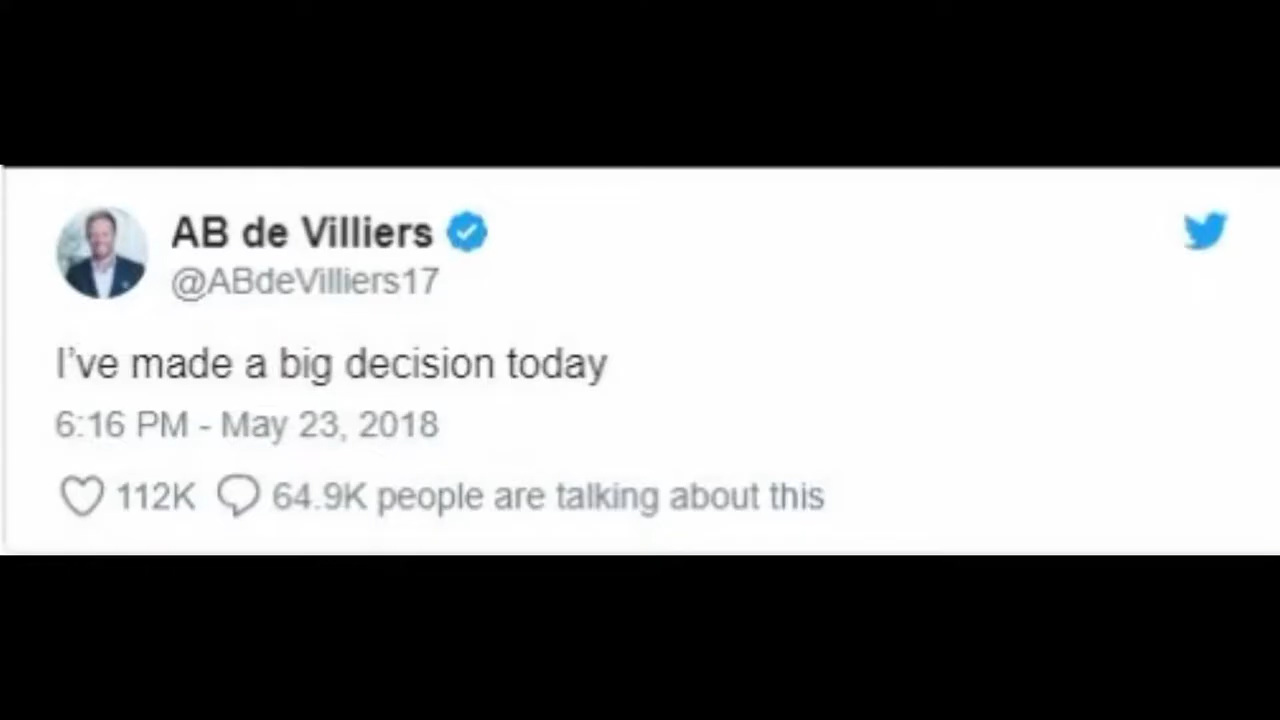 AB de Villiers
@ABdeVilliers17
I've made a big decision today
6:16 PM - May 23, 2018
112K 64.9K people are talking about this